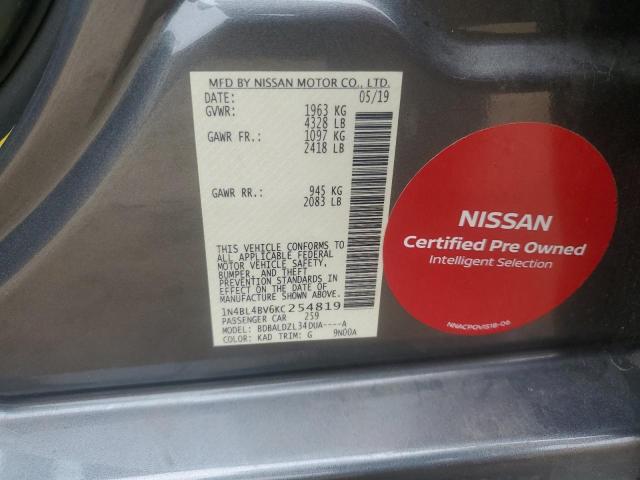 MFD BY NISSAN MOTOR CO., LTD.
DATE: 05/19
GVWR: 1963 KG
4328 LB
GAWR FR.: 1097 KG
2418 LB
GAWR RR.: 945 KG
2083 LB
THIS VEHICLE CONFORMS TO
ALL APPLICABLE FEDERAL
MOTOR VEHICLE SAFETY,
BUMPER, AND THEFT
PREVENTION STANDARDS IN
EFFECT ON THE DATE OF
MANUFACTURE SHOWN ABOVE.
1N4BL4BV6KC254819
PASSENGER CAR 259
MODEL: BDBALDZL34DUA----A
COLOR: KAD TRIM: G 9N00A
NISSAN
Certified Pre Owned
Intelligent Selection
NNACPOVIS18-06